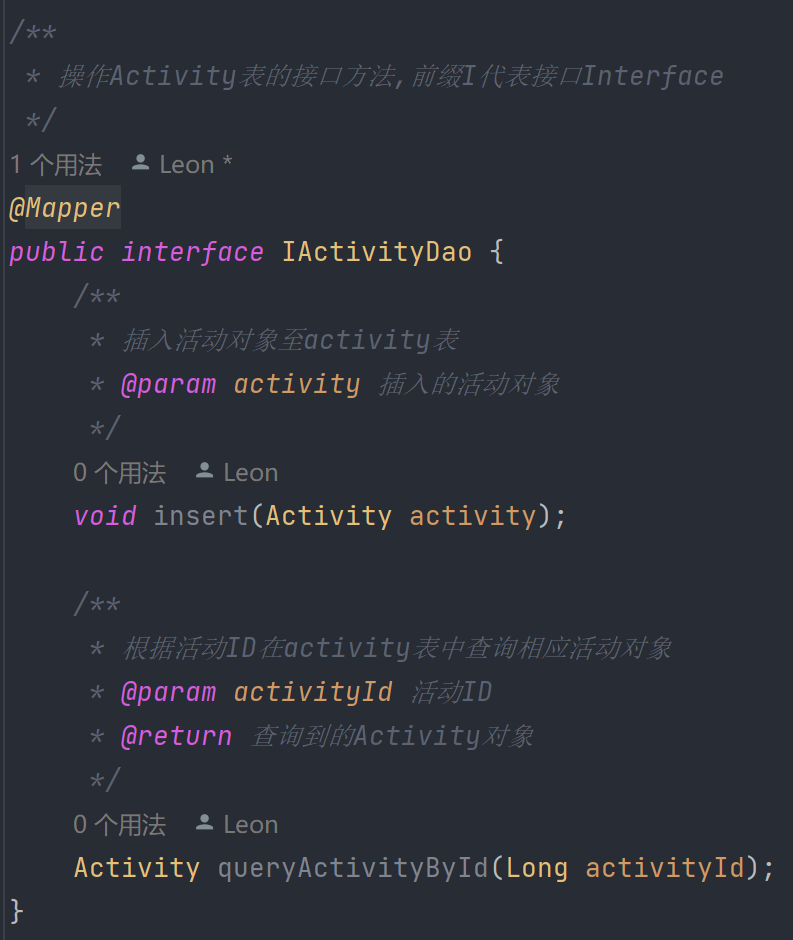 /**
 * 操作Activity表的接口方法,前缀I代表接口Interface
 */
1 个用法 Leon *
@Mapper
public interface IActivityDao {
    /**
     * 插入活动对象至activity表
     * @param activity 插入的活动对象
     */
    0 个用法 Leon
    void insert(Activity activity);

    /**
     * 根据活动ID在activity表中查询相应活动对象
     * @param activityId 活动ID
     * @return 查询到的Activity对象
     */
    0 个用法 Leon
    Activity queryActivityById(Long activityId);
}